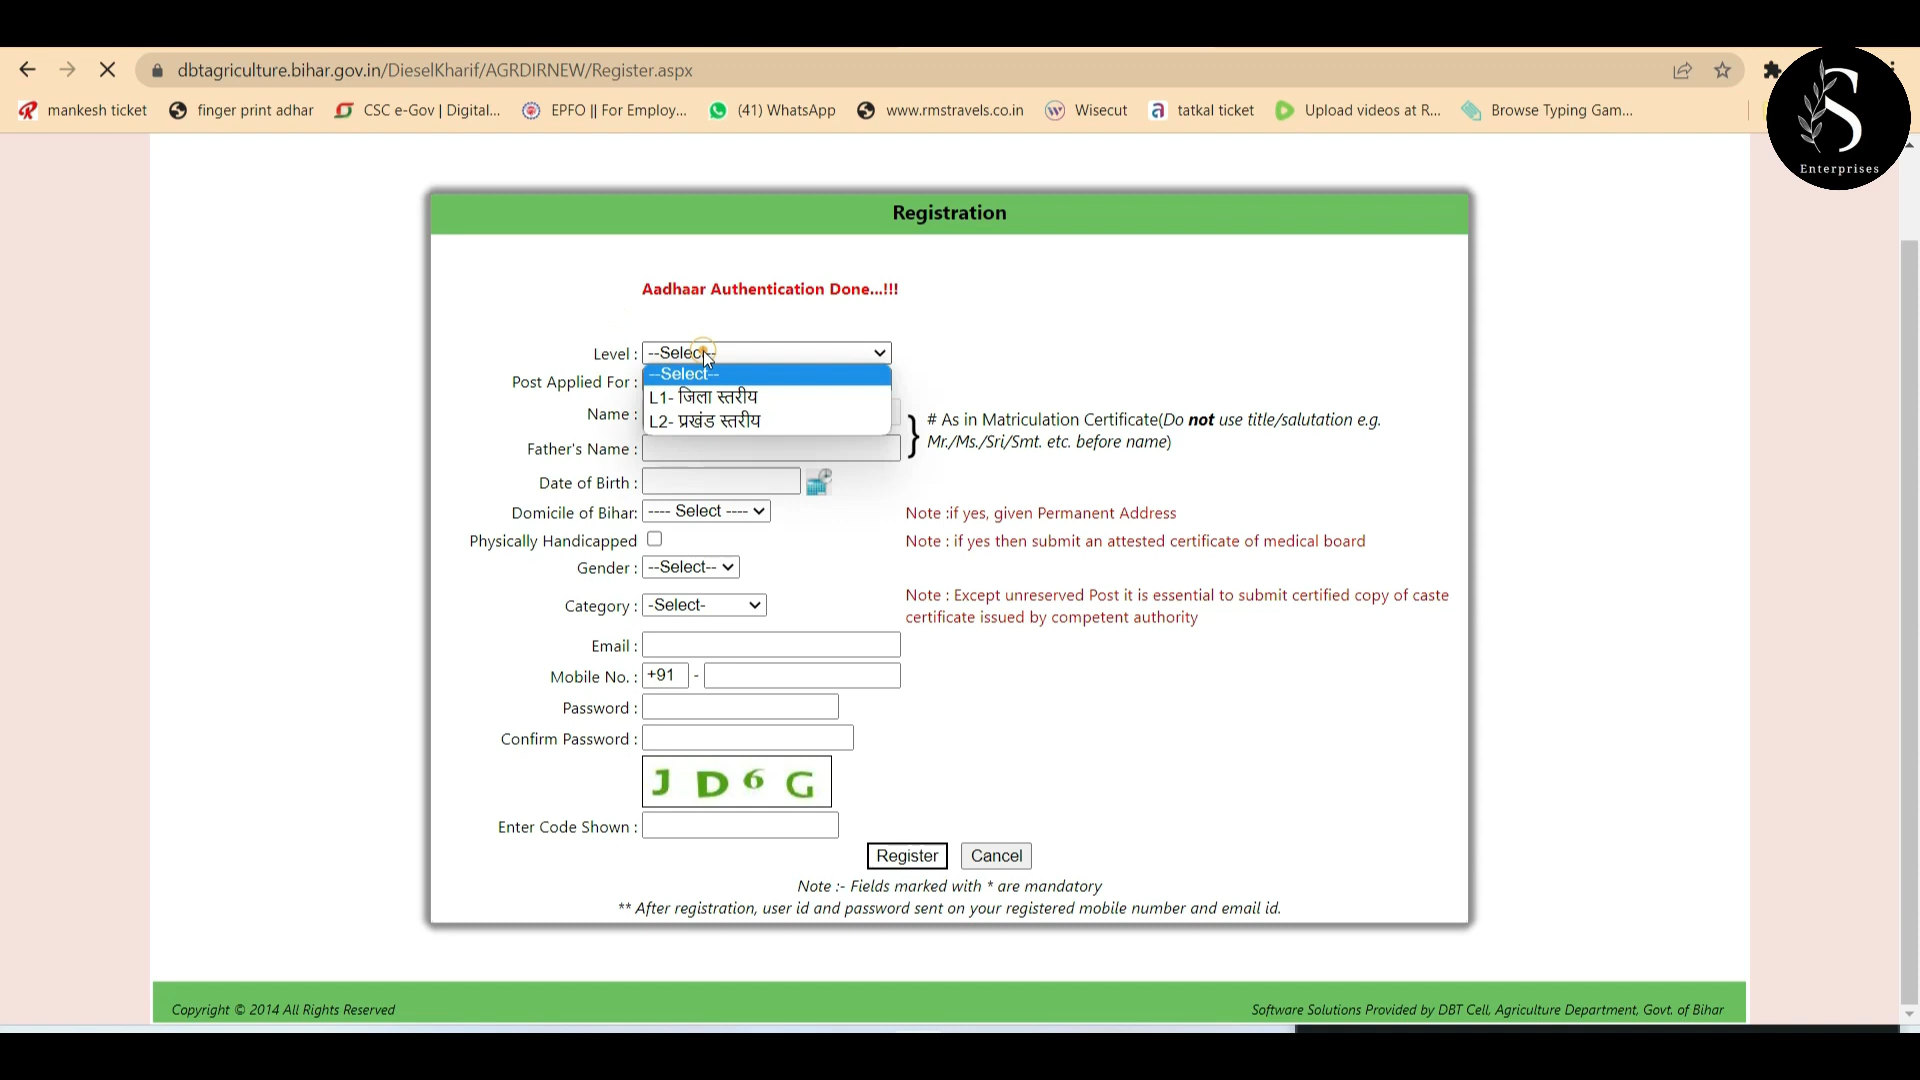 dbtagriculture.bihar.gov.in/DieselKharif/AGRDIRNEW/Register.aspx
mankesh ticket
finger print adhar
CSC e-Gov | Digital...
EPFO || For Employ...
(41) WhatsApp
www.rmstravels.co.in
Wisecut
tatkal ticket
Upload videos at R...
Browse Typing Gam...
S
Enterprises
Registration
Aadhaar Authentication Done...!!!
Level : --Select--
--Select--
L1- जिला स्तरीय
L2- प्रखंड स्तरीय
Post Applied For :
Name :
# As in Matriculation Certificate(Do not use title/salutation e.g.
Mr./Ms./Sri/Smt. etc. before name)
Father's Name :
Date of Birth :
Domicile of Bihar: ---- Select ---- Note :if yes, given Permanent Address
Physically Handicapped Note : if yes then submit an attested certificate of medical board
Gender : --Select--
Category : -Select- Note : Except unreserved Post it is essential to submit certified copy of caste
certificate issued by competent authority
Email :
Mobile No. : +91 -
Password :
Confirm Password :
J D 6 G
Enter Code Shown :
Register Cancel
Note :- Fields marked with * are mandatory
** After registration, user id and password sent on your registered mobile number and email id.
Copyright © 2014 All Rights Reserved
Software Solutions Provided by DBT Cell, Agriculture Department, Govt. of Bihar